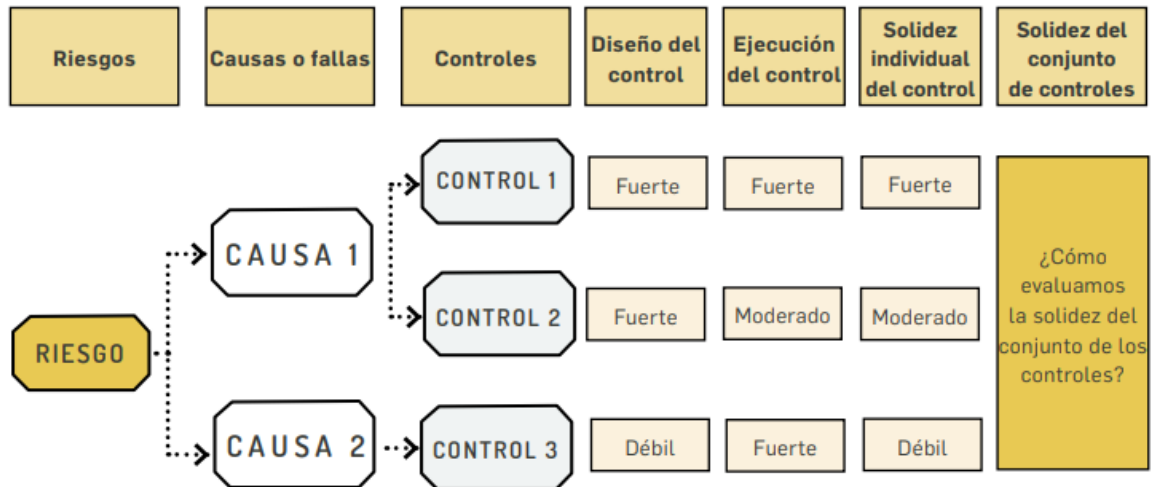 Riesgos
Causas o fallas
Controles
Diseño del
control
Ejecución
del control
Solidez
individual
del control
Solidez del
conjunto
de controles
RIESGO
CAUSA 1
CONTROL 1
Fuerte
Fuerte
Fuerte
CONTROL 2
Fuerte
Moderado
Moderado
CAUSA 2
CONTROL 3
Débil
Fuerte
Débil
¿Cómo
evaluamos
la solidez del
conjunto de los
controles?